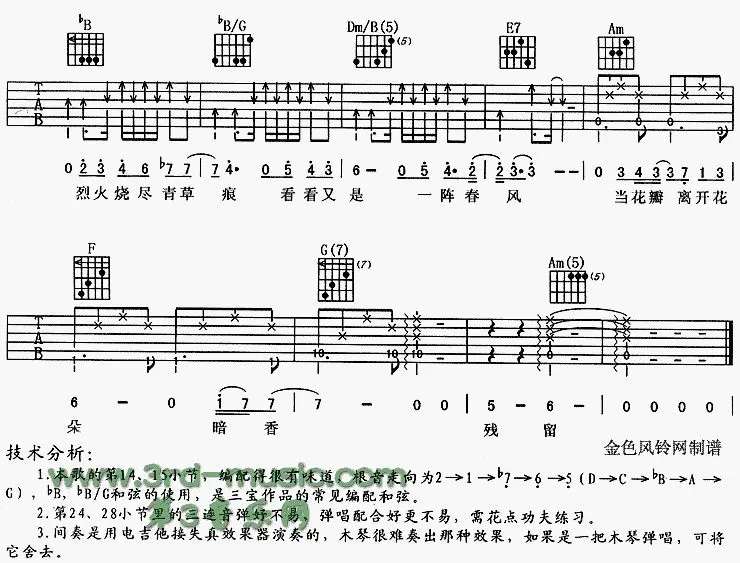 ♭B ♭B/G Dm/B(5) (5) E7 Am
T A B
0 2 3 4 6 ♭7 7 | 7 4· 0 5 4 3 | 6 - 0 5 4·2 | 2 3·3 - - | 0 3 4 3 3 7 1 3 |
烈火烧尽青草 痕 看看又是 一阵春 风 当花瓣 离开花
F G(7) (7) Am(5) (5)
T A B
6 - 0 1 7 7 | 7 - 0 0 | 0 0 5 - 6 | 0 0 0 0 ‖
朵 暗香 残留 金色风铃网制谱
技术分析:
1.本歌的第14、15小节,编配得很有味道。根音走向为2→1→♭7→6→5(D→C→♭B→A→
G),♭B、♭B/G和弦的使用,是三宝作品的常见编配和弦。
2.第24、28小节里的三连音弹好不易,弹唱配合好更不易,需花点功夫练习。
3.间奏是用电吉他接失真效果器演奏的,木琴很难奏出那种效果,如果是一把木琴弹唱,可将
它舍去。
www.3rd-music.com
第3音乐网